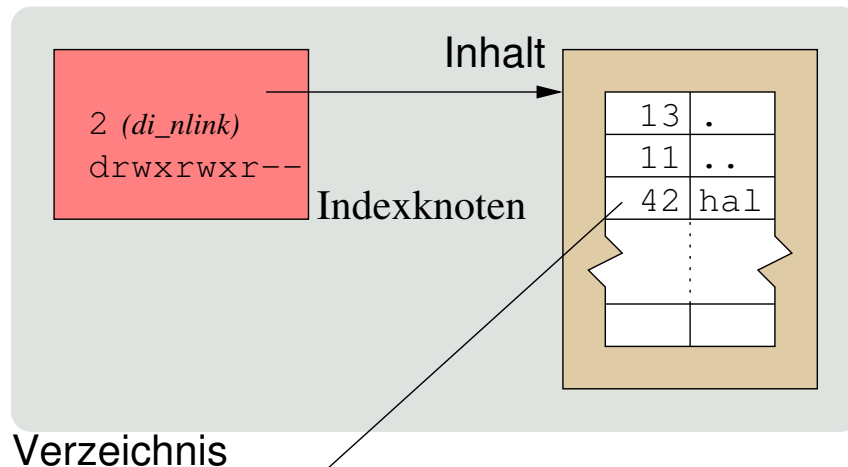 Inhalt
2 (di_nlink)
drwxrwxr--
Indexknoten
13 .
11 ..
42 hal
Verzeichnis